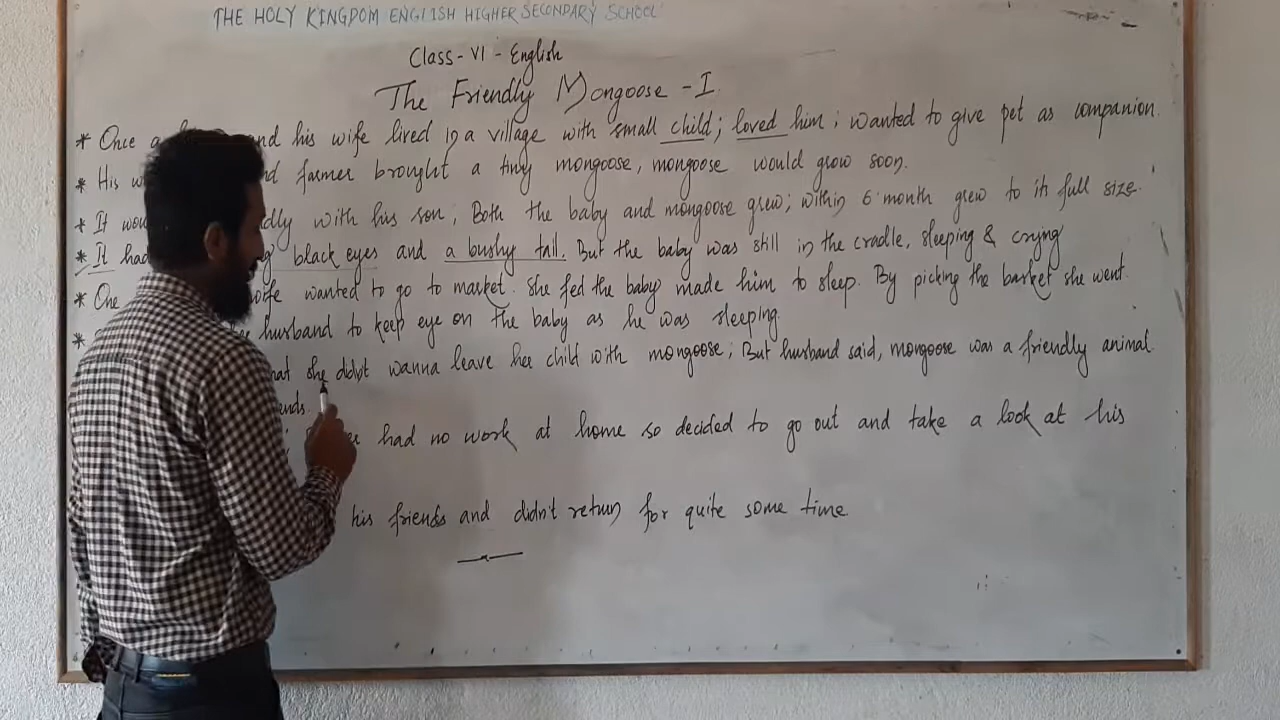 THE HOLY KINGDOM ENGLISH HIGHER SECONDARY SCHOOL
Class - VI - English
The Friendly Mongoose - I
* Once a and his wife lived in a village with small child; loved him; wanted to give pet as companion.
* His farmer brought a tiny mongoose, mongoose would grow soon.
* It with his son; Both the baby and mongoose grew; within 6 month grew to its full size.
* It had black eyes and a bushy tail. But the baby was still in the cradle, sleeping & crying
* One wife wanted to go to market. She fed the baby made him to sleep. By picking the barket she went.
* husband to keep eye on the baby as he was sleeping.
she didn't wanna leave her child with mongoose; But husband said, mongoose was a friendly animal
had no work at home so decided to go out and take a look at his
his friends and didn't return for quite some time